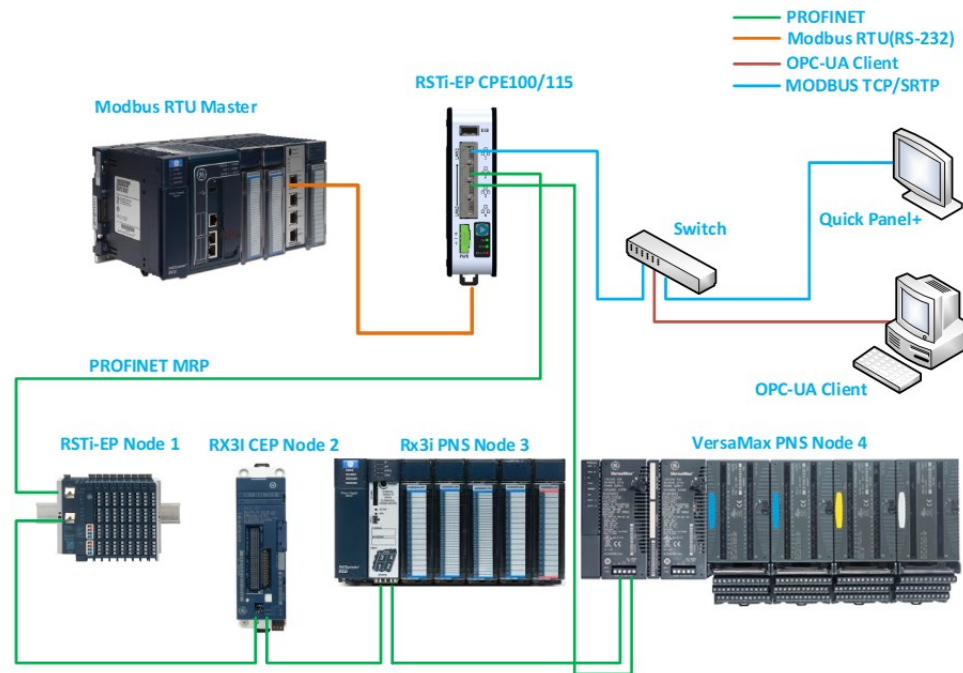 PROFINET
Modbus RTU(RS-232)
OPC-UA Client
MODBUS TCP/SRTP
RSTi-EP CPE100/115
Modbus RTU Master
Quick Panel+
Switch
PROFINET MRP
OPC-UA Client
RSTi-EP Node 1
RX3I CEP Node 2
Rx3i PNS Node 3
VersaMax PNS Node 4